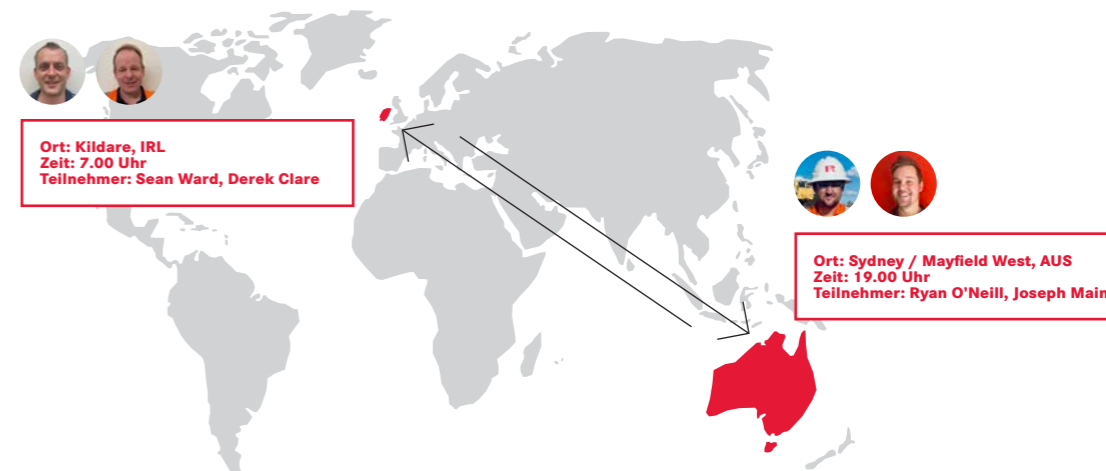 Ort: Kildare, IRL
Zeit: 7.00 Uhr
Teilnehmer: Sean Ward, Derek Clare
Ort: Sydney / Mayfield West, AUS
Zeit: 19.00 Uhr
Teilnehmer: Ryan O'Neill, Joseph Main